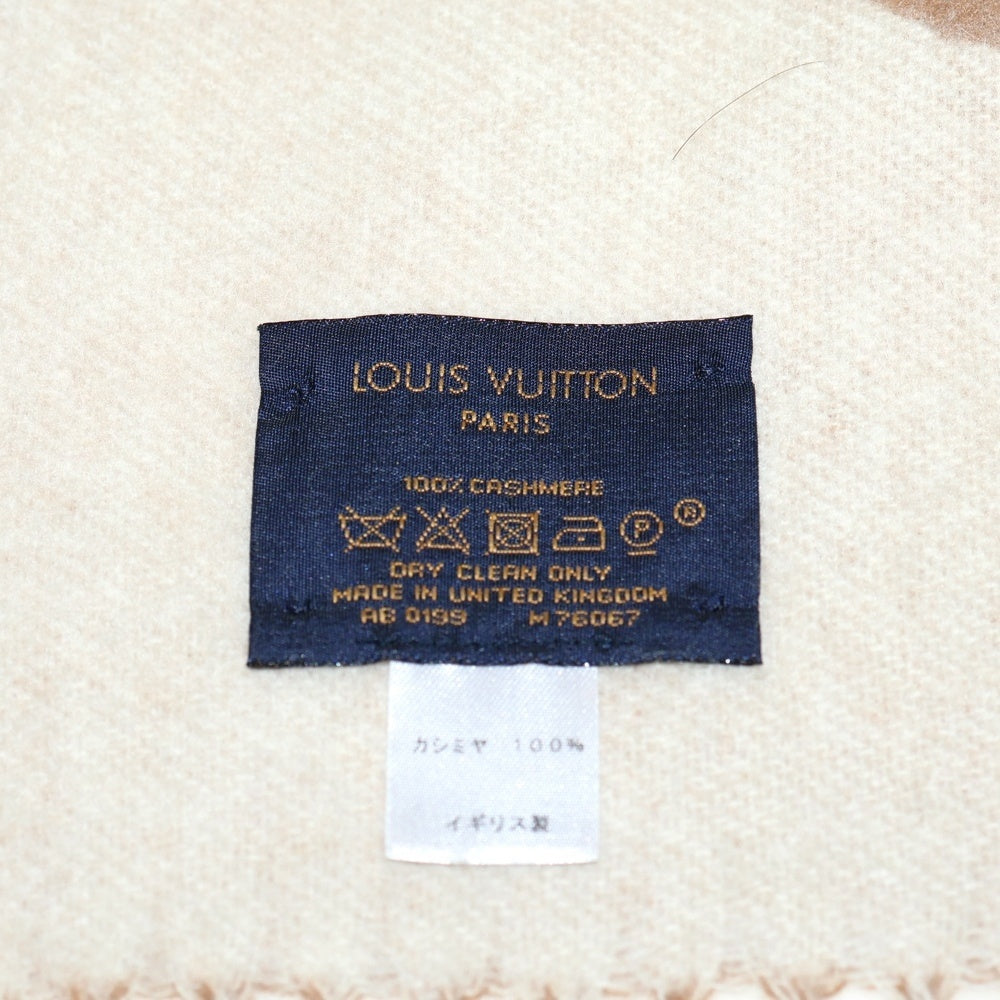 LOUIS VUITTON
PARIS
100% CASHMERE
P ®
DRY CLEAN ONLY
MADE IN UNITED KINGDOM
AB 0199 M76067
カシミヤ 100%
イギリス製